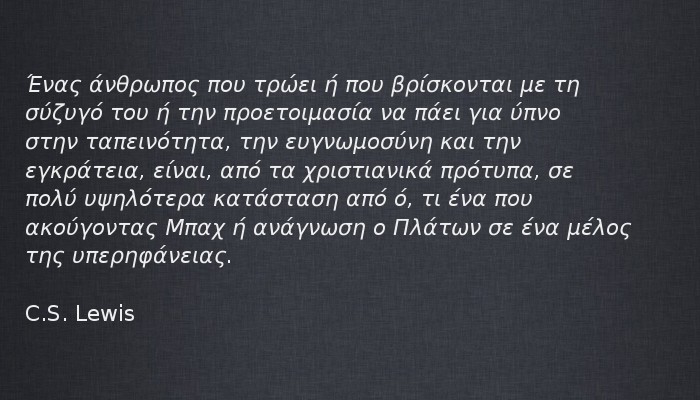 Ένας άνθρωπος που τρώει ή που βρίσκονται με τη
σύζυγό του ή την προετοιμασία να πάει για ύπνο
στην ταπεινότητα, την ευγνωμοσύνη και την
εγκράτεια, είναι, από τα χριστιανικά πρότυπα, σε
πολύ υψηλότερα κατάσταση από ό, τι ένα που
ακούγοντας Μπαχ ή ανάγνωση ο Πλάτων σε ένα μέλος
της υπερηφάνειας.
C.S. Lewis